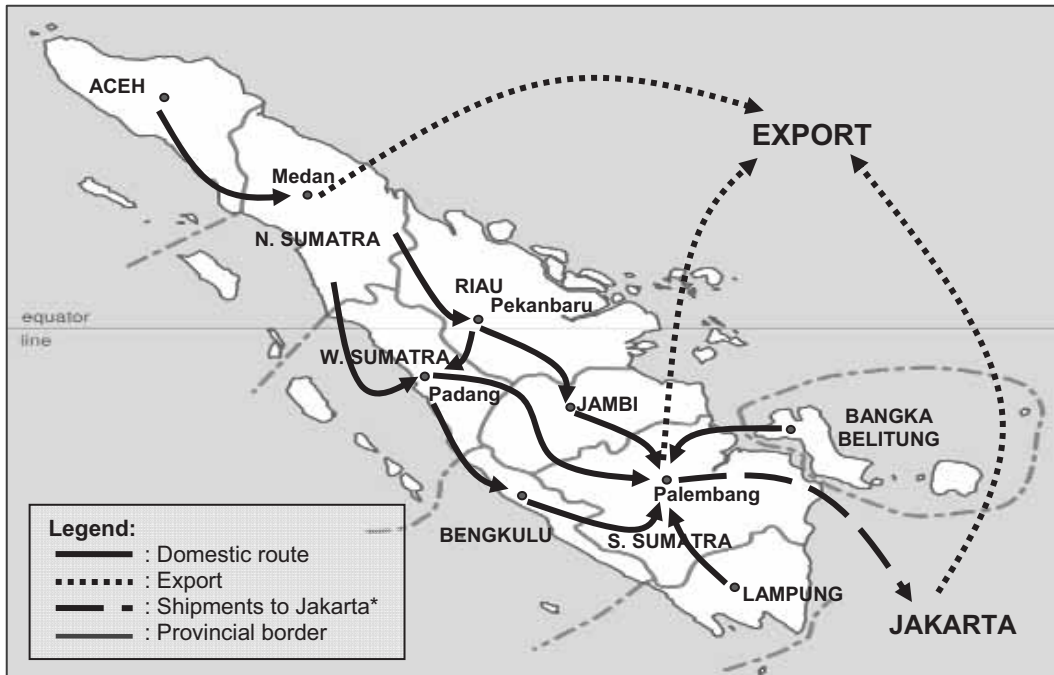 ACEH
EXPORT
Medan
N. SUMATRA
RIAU
Pekanbaru
equator
line
W. SUMATRA
Padang
JAMBI
BANGKA
BELITUNG
Palembang
BENGKULU
S. SUMATRA
LAMPUNG
JAKARTA
Legend:
: Domestic route
: Export
: Shipments to Jakarta*
: Provincial border